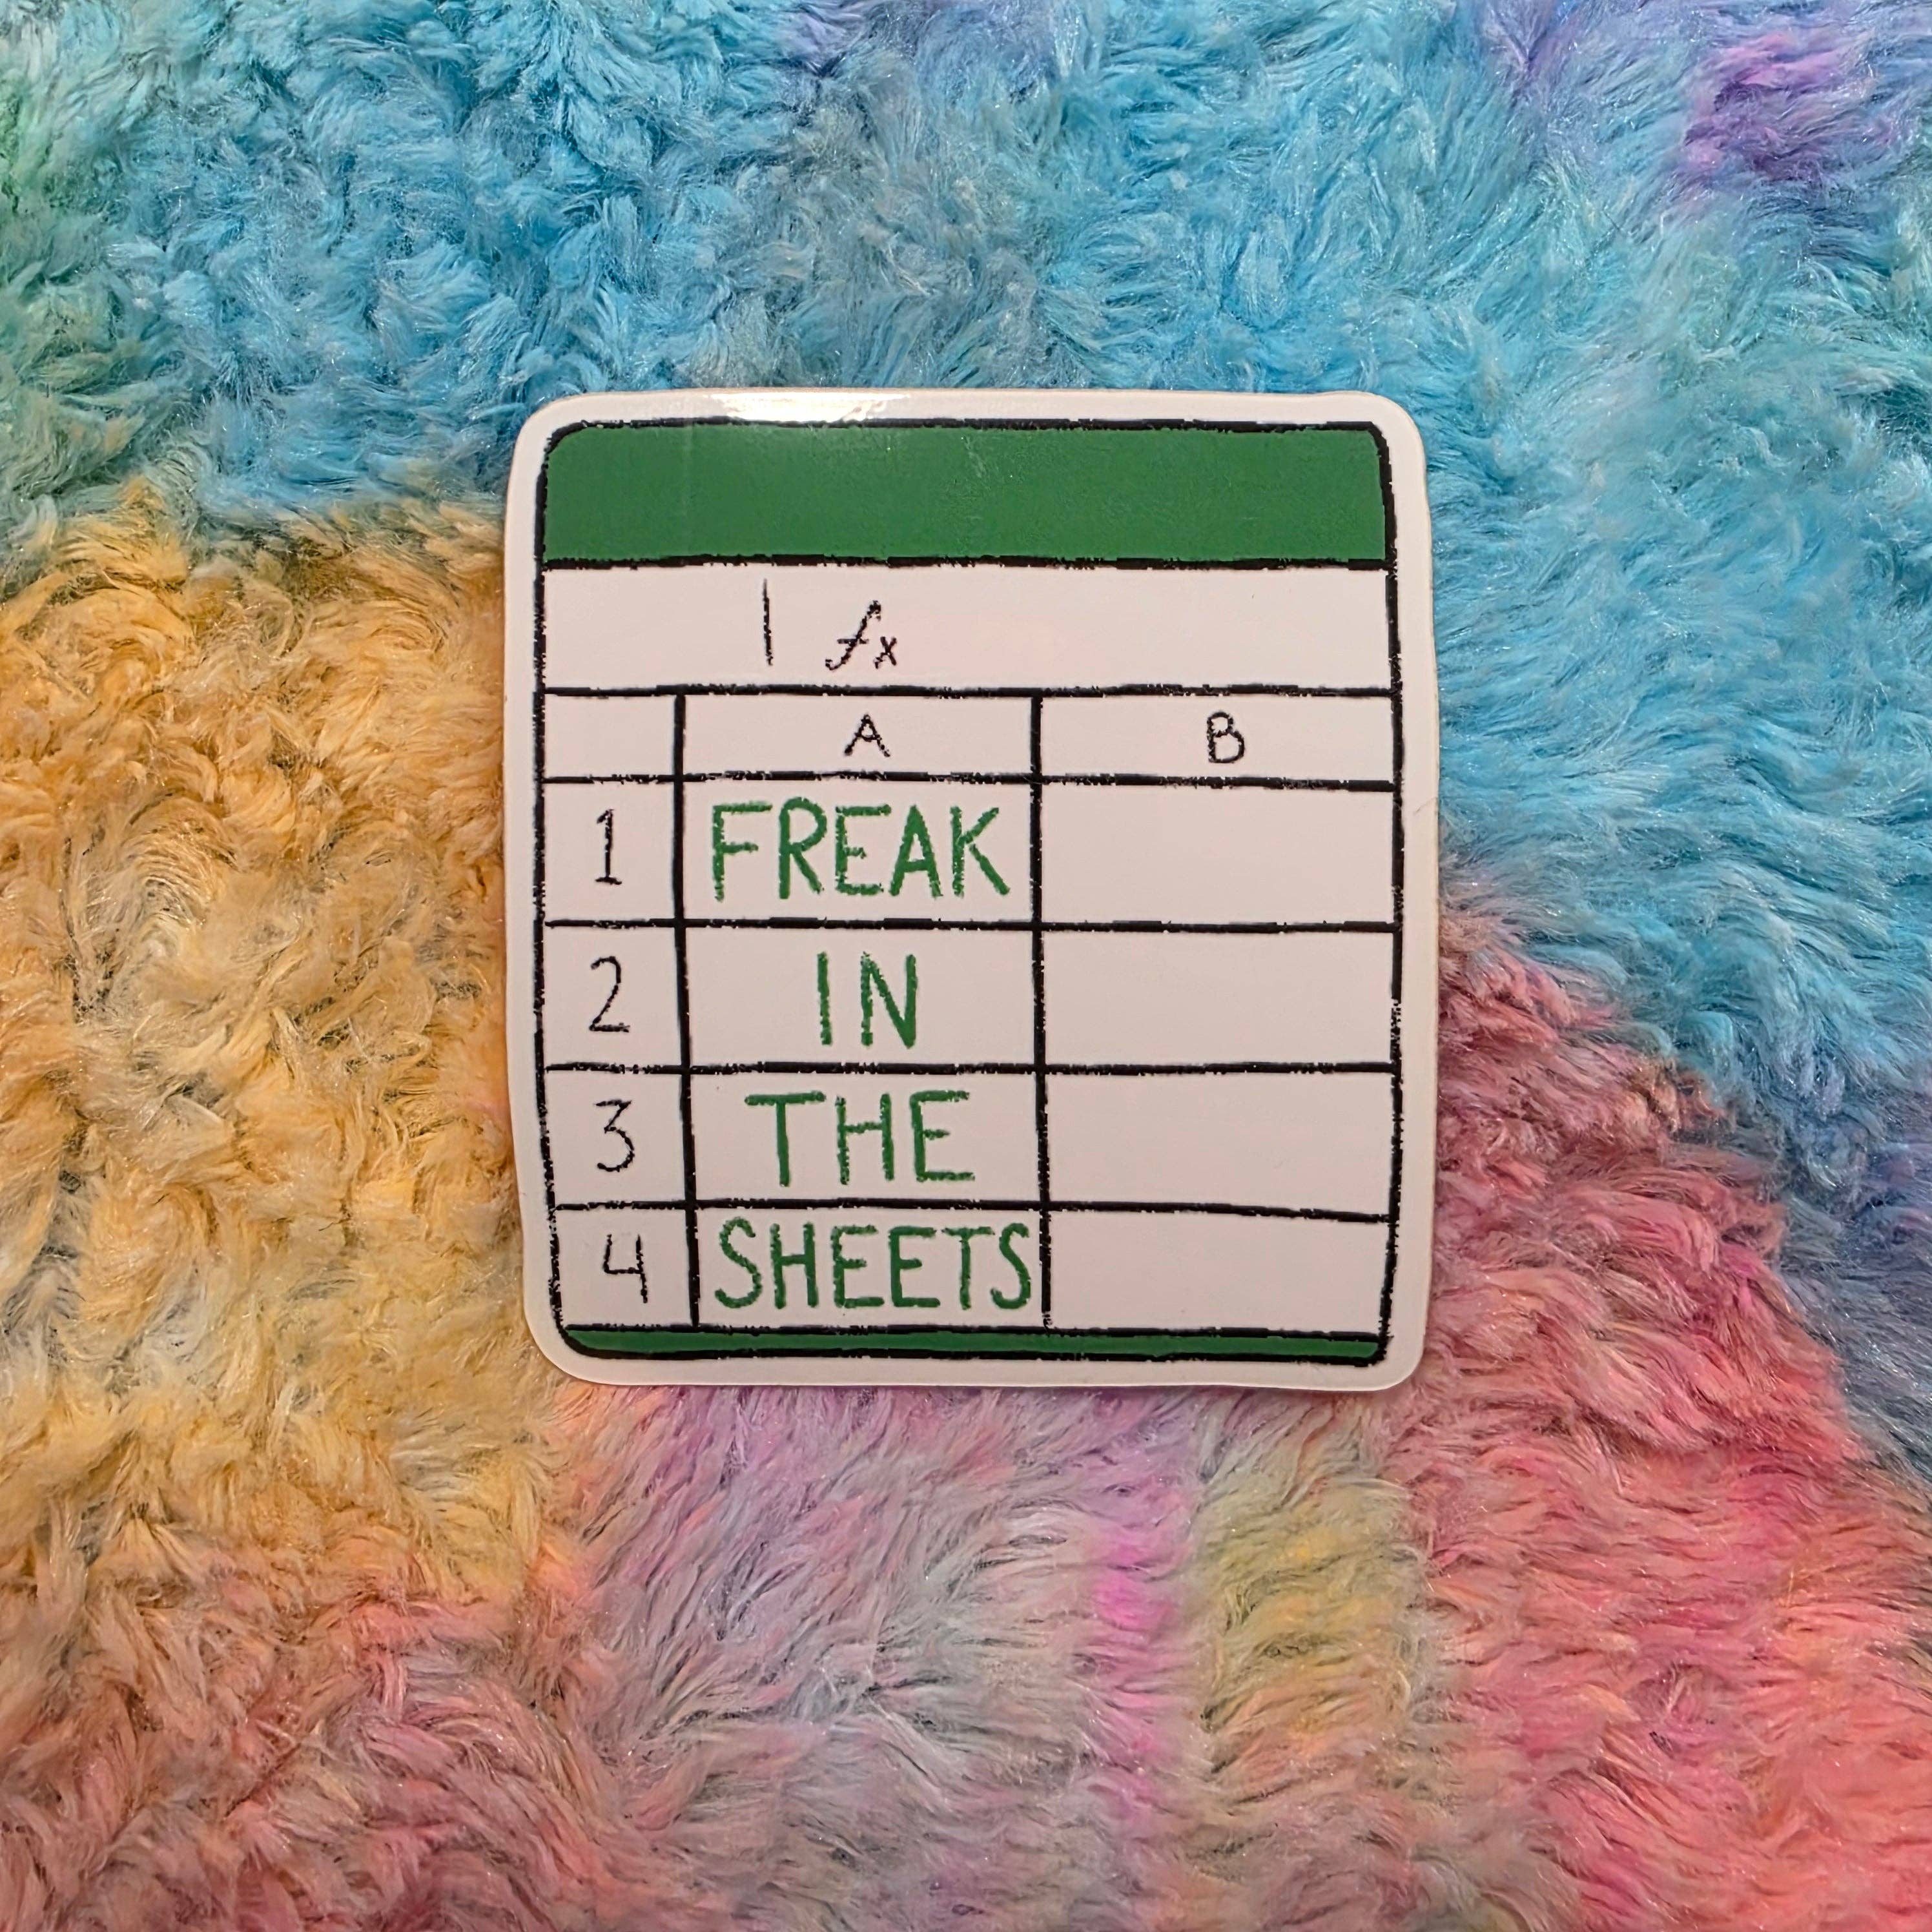 | fx
A B
1 FREAK
2 IN
3 THE
4 SHEETS